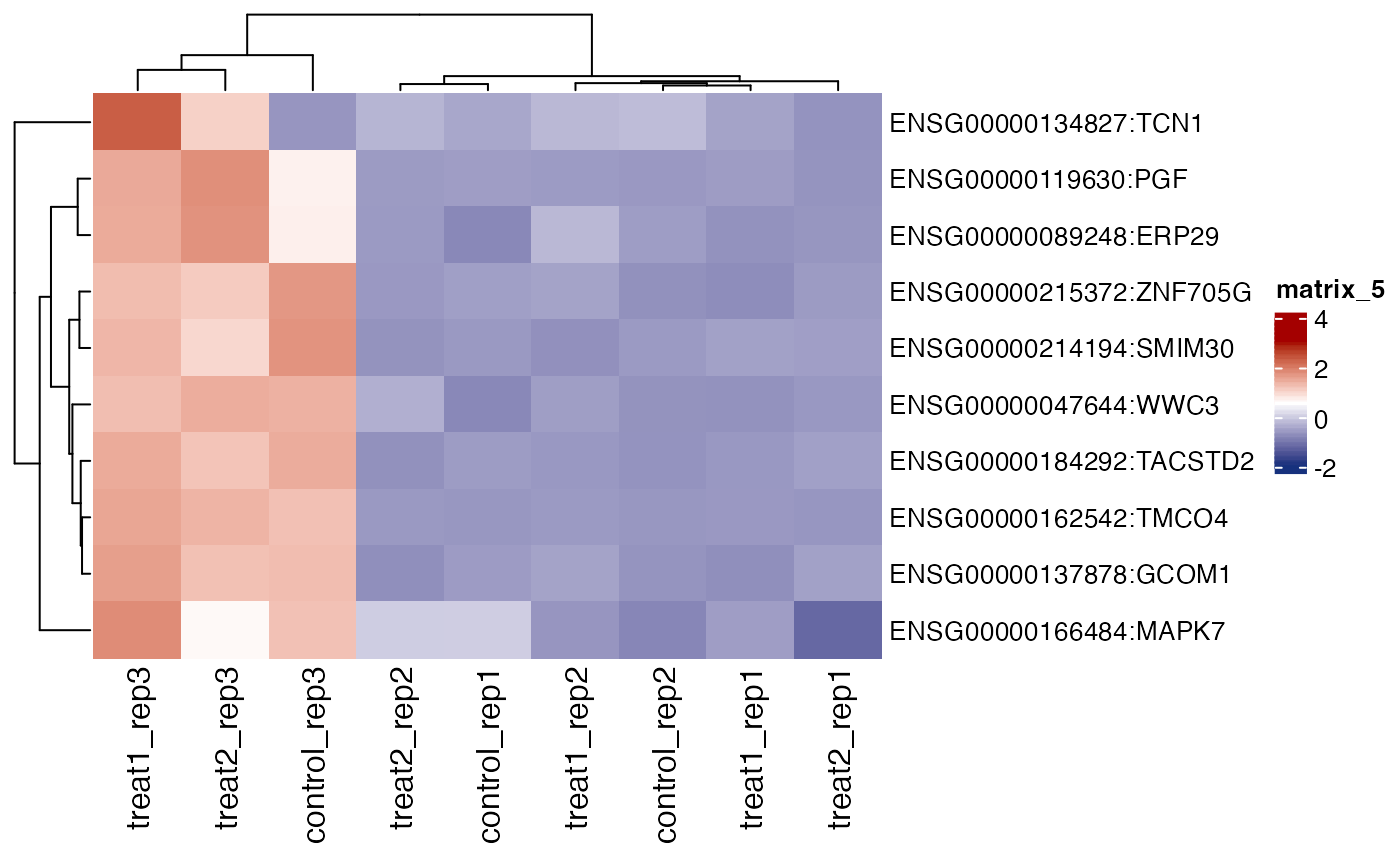 ENSG00000134827:TCN1
ENSG00000119630:PGF
ENSG00000089248:ERP29
ENSG00000215372:ZNF705G
ENSG00000214194:SMIM30
ENSG00000047644:WWC3
ENSG00000184292:TACSTD2
ENSG00000162542:TMCO4
ENSG00000137878:GCOM1
ENSG00000166484:MAPK7
matrix_5
4
2
0
-2
treat1_rep3
treat2_rep3
control_rep3
treat2_rep2
control_rep1
treat1_rep2
control_rep2
treat1_rep1
treat2_rep1